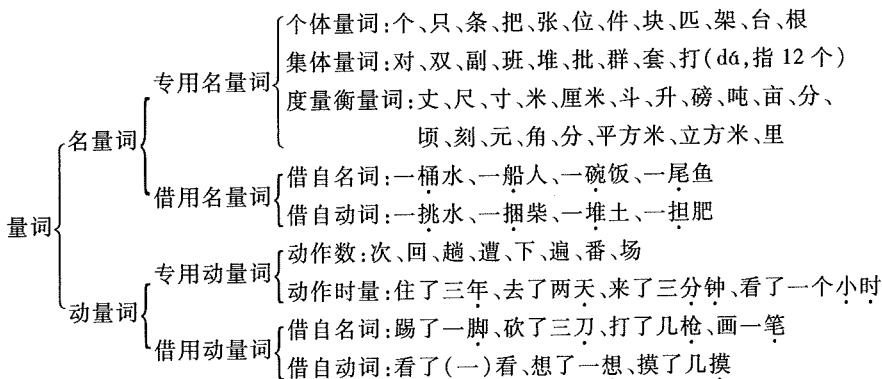 个体量词:个、只、条、把、张、位、件、块、匹、架、台、根
集体量词:对、双、副、班、堆、批、群、套、打(dá,指 12 个)
专用名量词
度量衡量词:丈、尺、寸、米、厘米、斗、升、磅、吨、亩、分、
顷、刻、元、角、分、平方米、立方米、里
名量词
借自名词:一桶水、一船人、一碗饭、一尾鱼
借用名量词
借自动词:一挑水、一捆柴、一堆土、一担肥
量词
动作数:次、回、趟、遭、下、遍、番、场
专用动量词
动作时量:住了三年、去了两天、来了三分钟、看了一个小时
动量词
借自名词:踢了一脚、砍了三刀、打了几枪、画一笔
借用动量词
借自动词:看了(一)看、想了一想、摸了几摸